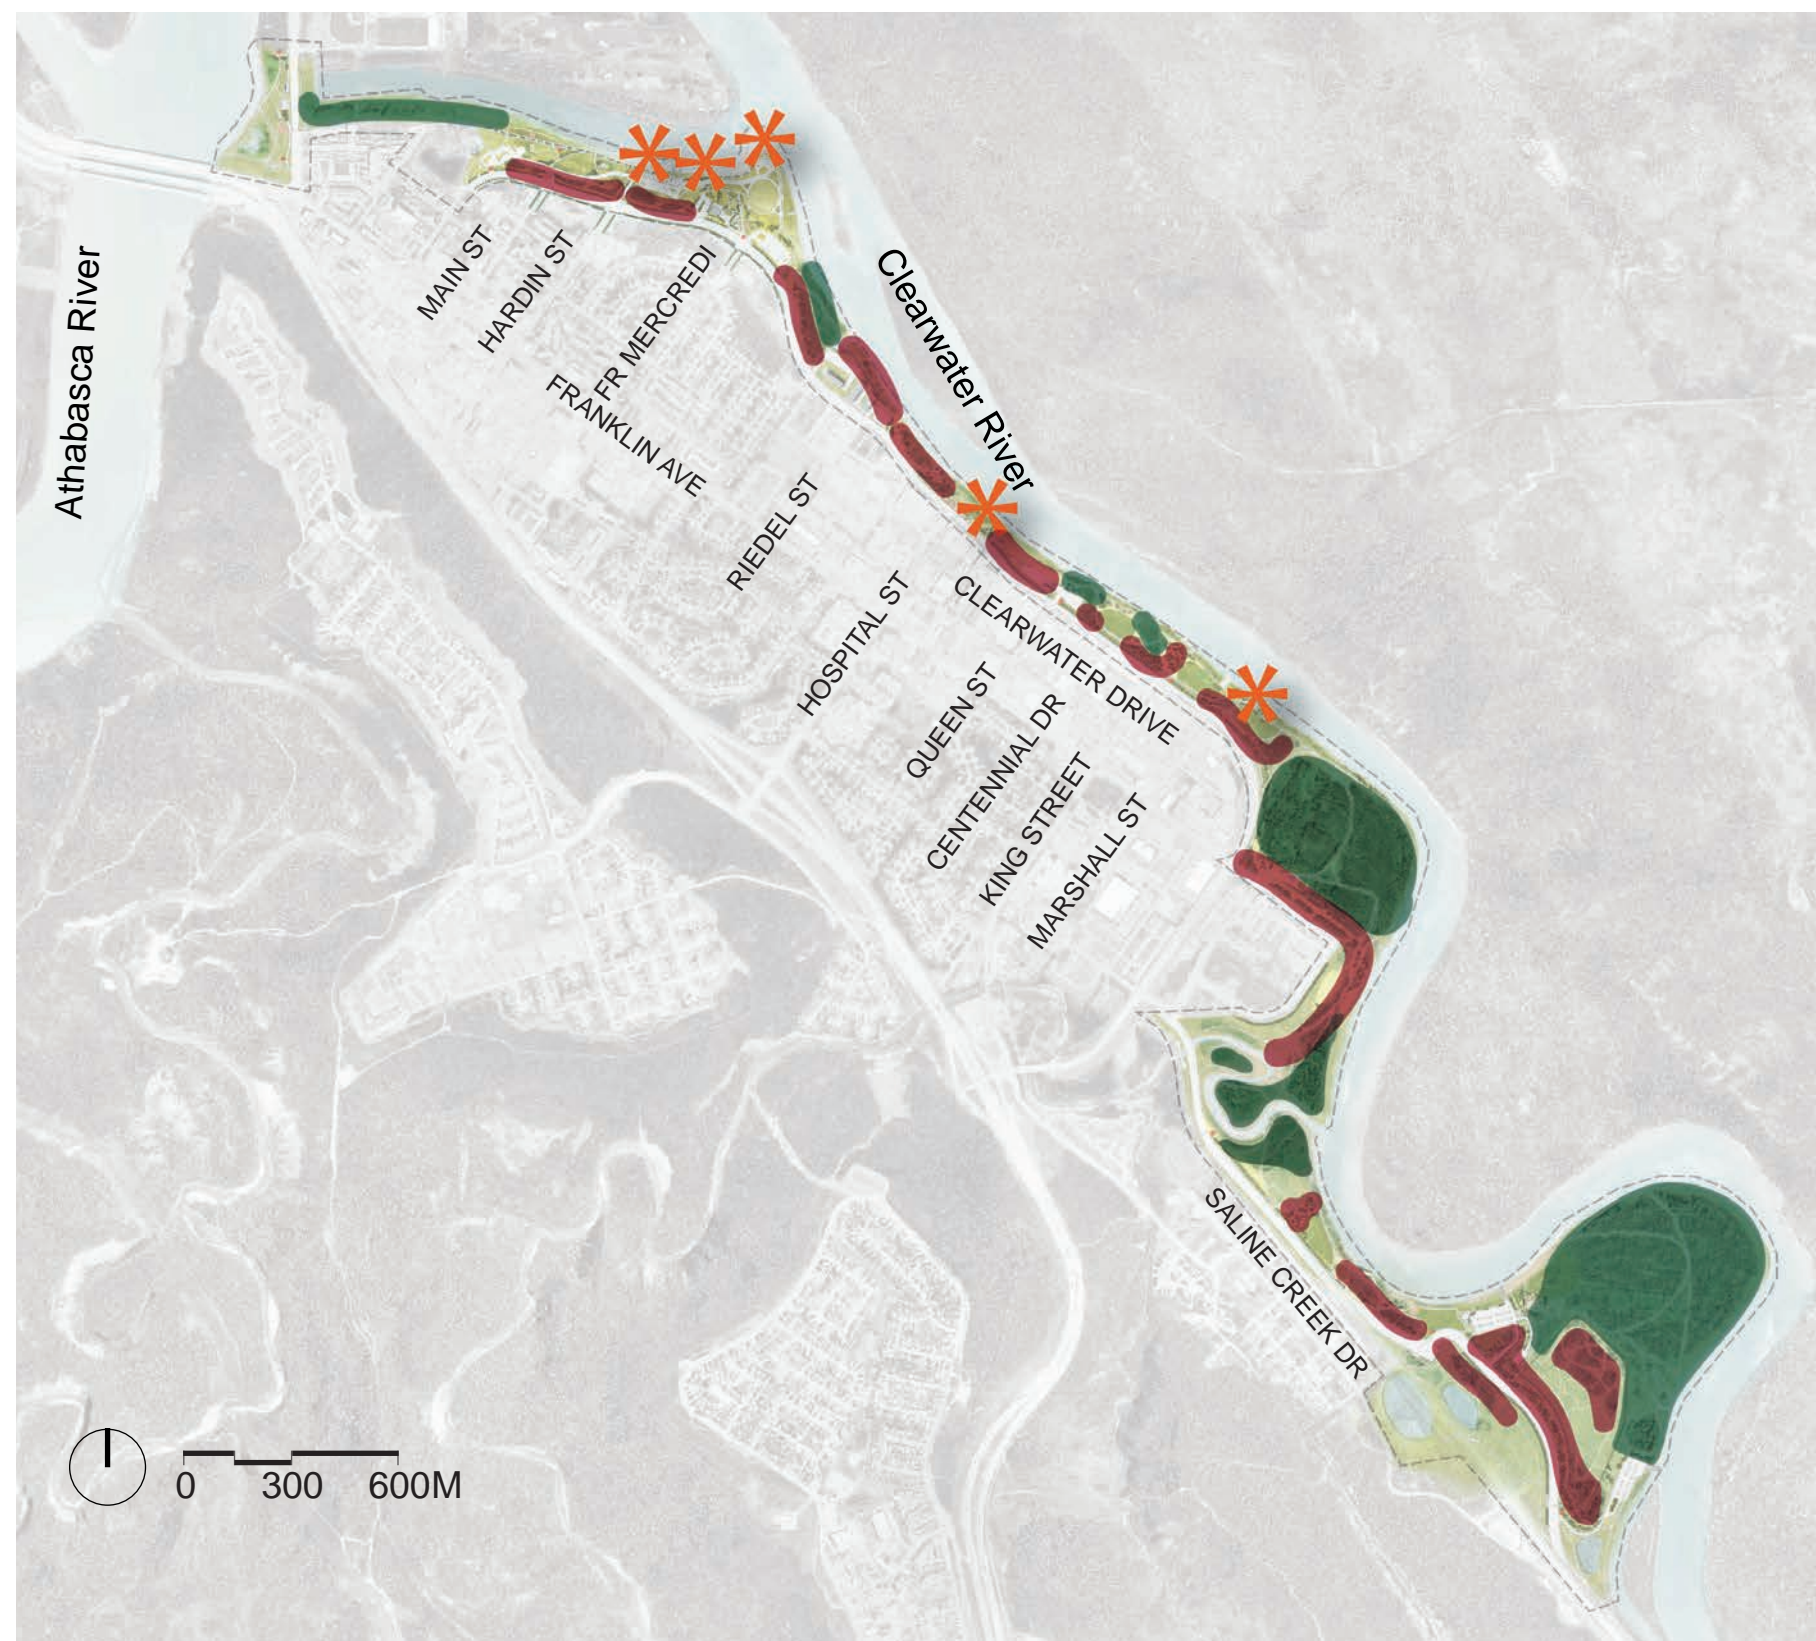 Athabasca River
Clearwater River
MAIN ST
HARDIN ST
FR MERCREDI
FRANKLIN AVE
RIEDEL ST
HOSPITAL ST
CLEARWATER DRIVE
QUEEN ST
CENTENNIAL DR
KING STREET
MARSHALL ST
SALINE CREEK DR
0 300 600M